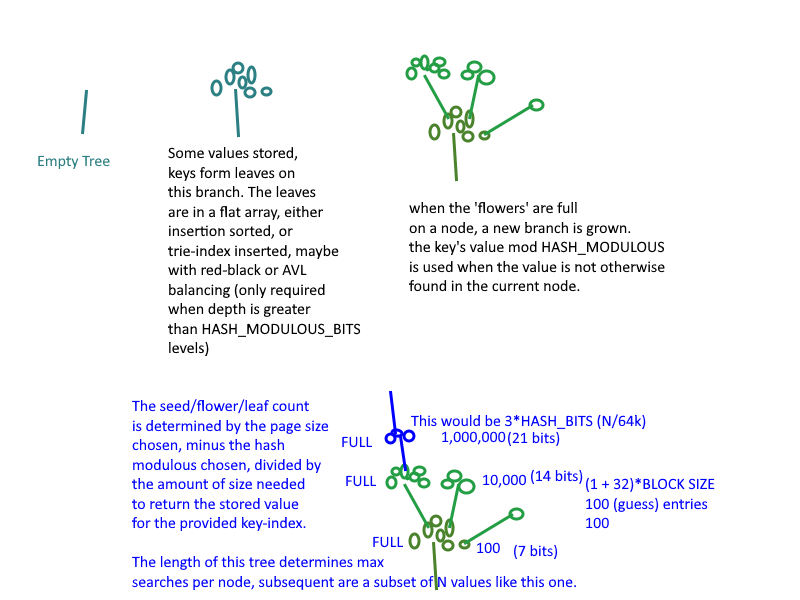 Empty Tree
Some values stored,
keys form leaves on
this branch. The leaves
are in a flat array, either
insertion sorted, or
trie-index inserted, maybe
with red-black or AVL
balancing (only required
when depth is greater
than HASH_MODULOUS_BITS
levels)
when the 'flowers' are full
on a node, a new branch is grown.
the key's value mod HASH_MODULOUS
is used when the value is not otherwise
found in the current node.
The seed/flower/leaf count
is determined by the page size
chosen, minus the hash
modulous chosen, divided by
the amount of size needed
to return the stored value
for the provided key-index.
The length of this tree determines max
searches per node, subsequent are a subset of N values like this one.
This would be 3*HASH_BITS (N/64k)
FULL
1,000,000 (21 bits)
FULL
10,000 (14 bits)
(1 + 32)*BLOCK SIZE
100 (guess) entries
100
FULL
100 (7 bits)